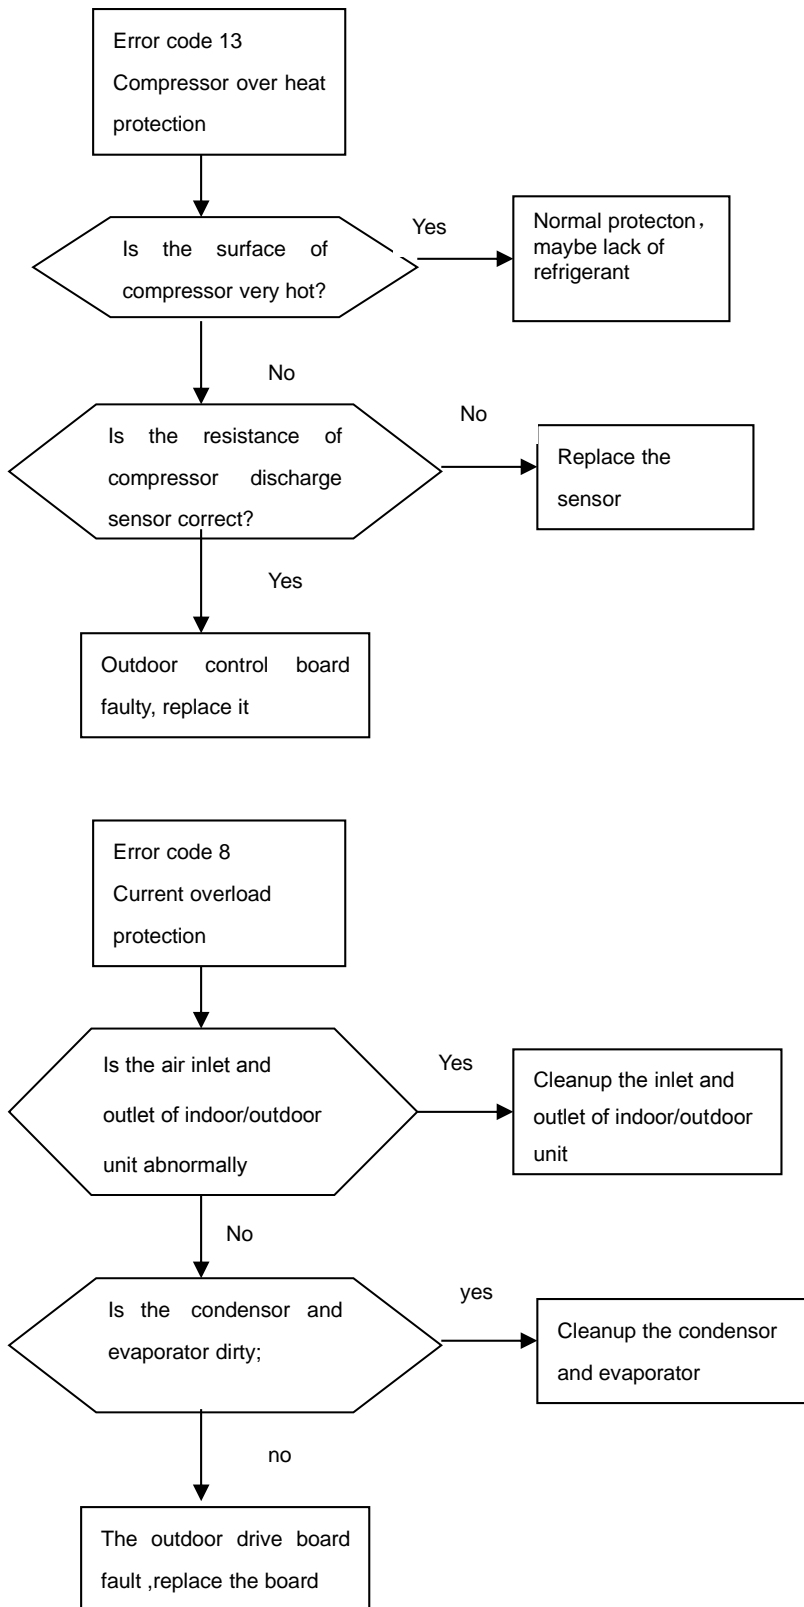 Error code 13
Compressor over heat
protection
Yes
Normal protecton，
maybe lack of
refrigerant
Is the surface of
compressor very hot?
No
No
Is the resistance of
compressor discharge
sensor correct?
Replace the
sensor
Yes
Outdoor control board
faulty, replace it
Error code 8
Current overload
protection
Yes
Is the air inlet and
outlet of indoor/outdoor
unit abnormally
Cleanup the inlet and
outlet of indoor/outdoor
unit
No
yes
Is the condensor and
evaporator dirty;
Cleanup the condensor
and evaporator
no
The outdoor drive board
fault ,replace the board